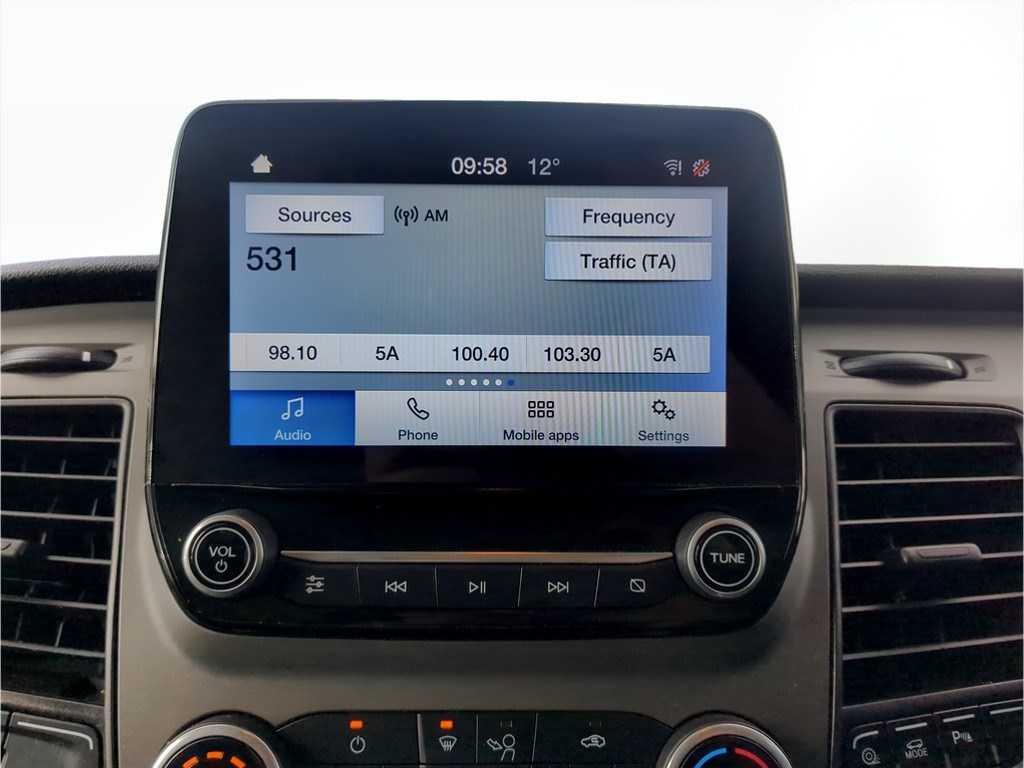 09:58 12°
Sources AM Frequency
531 Traffic (TA)
98.10 5A 100.40 103.30 5A
Audio Phone Mobile apps Settings
VOL TUNE
MODE P